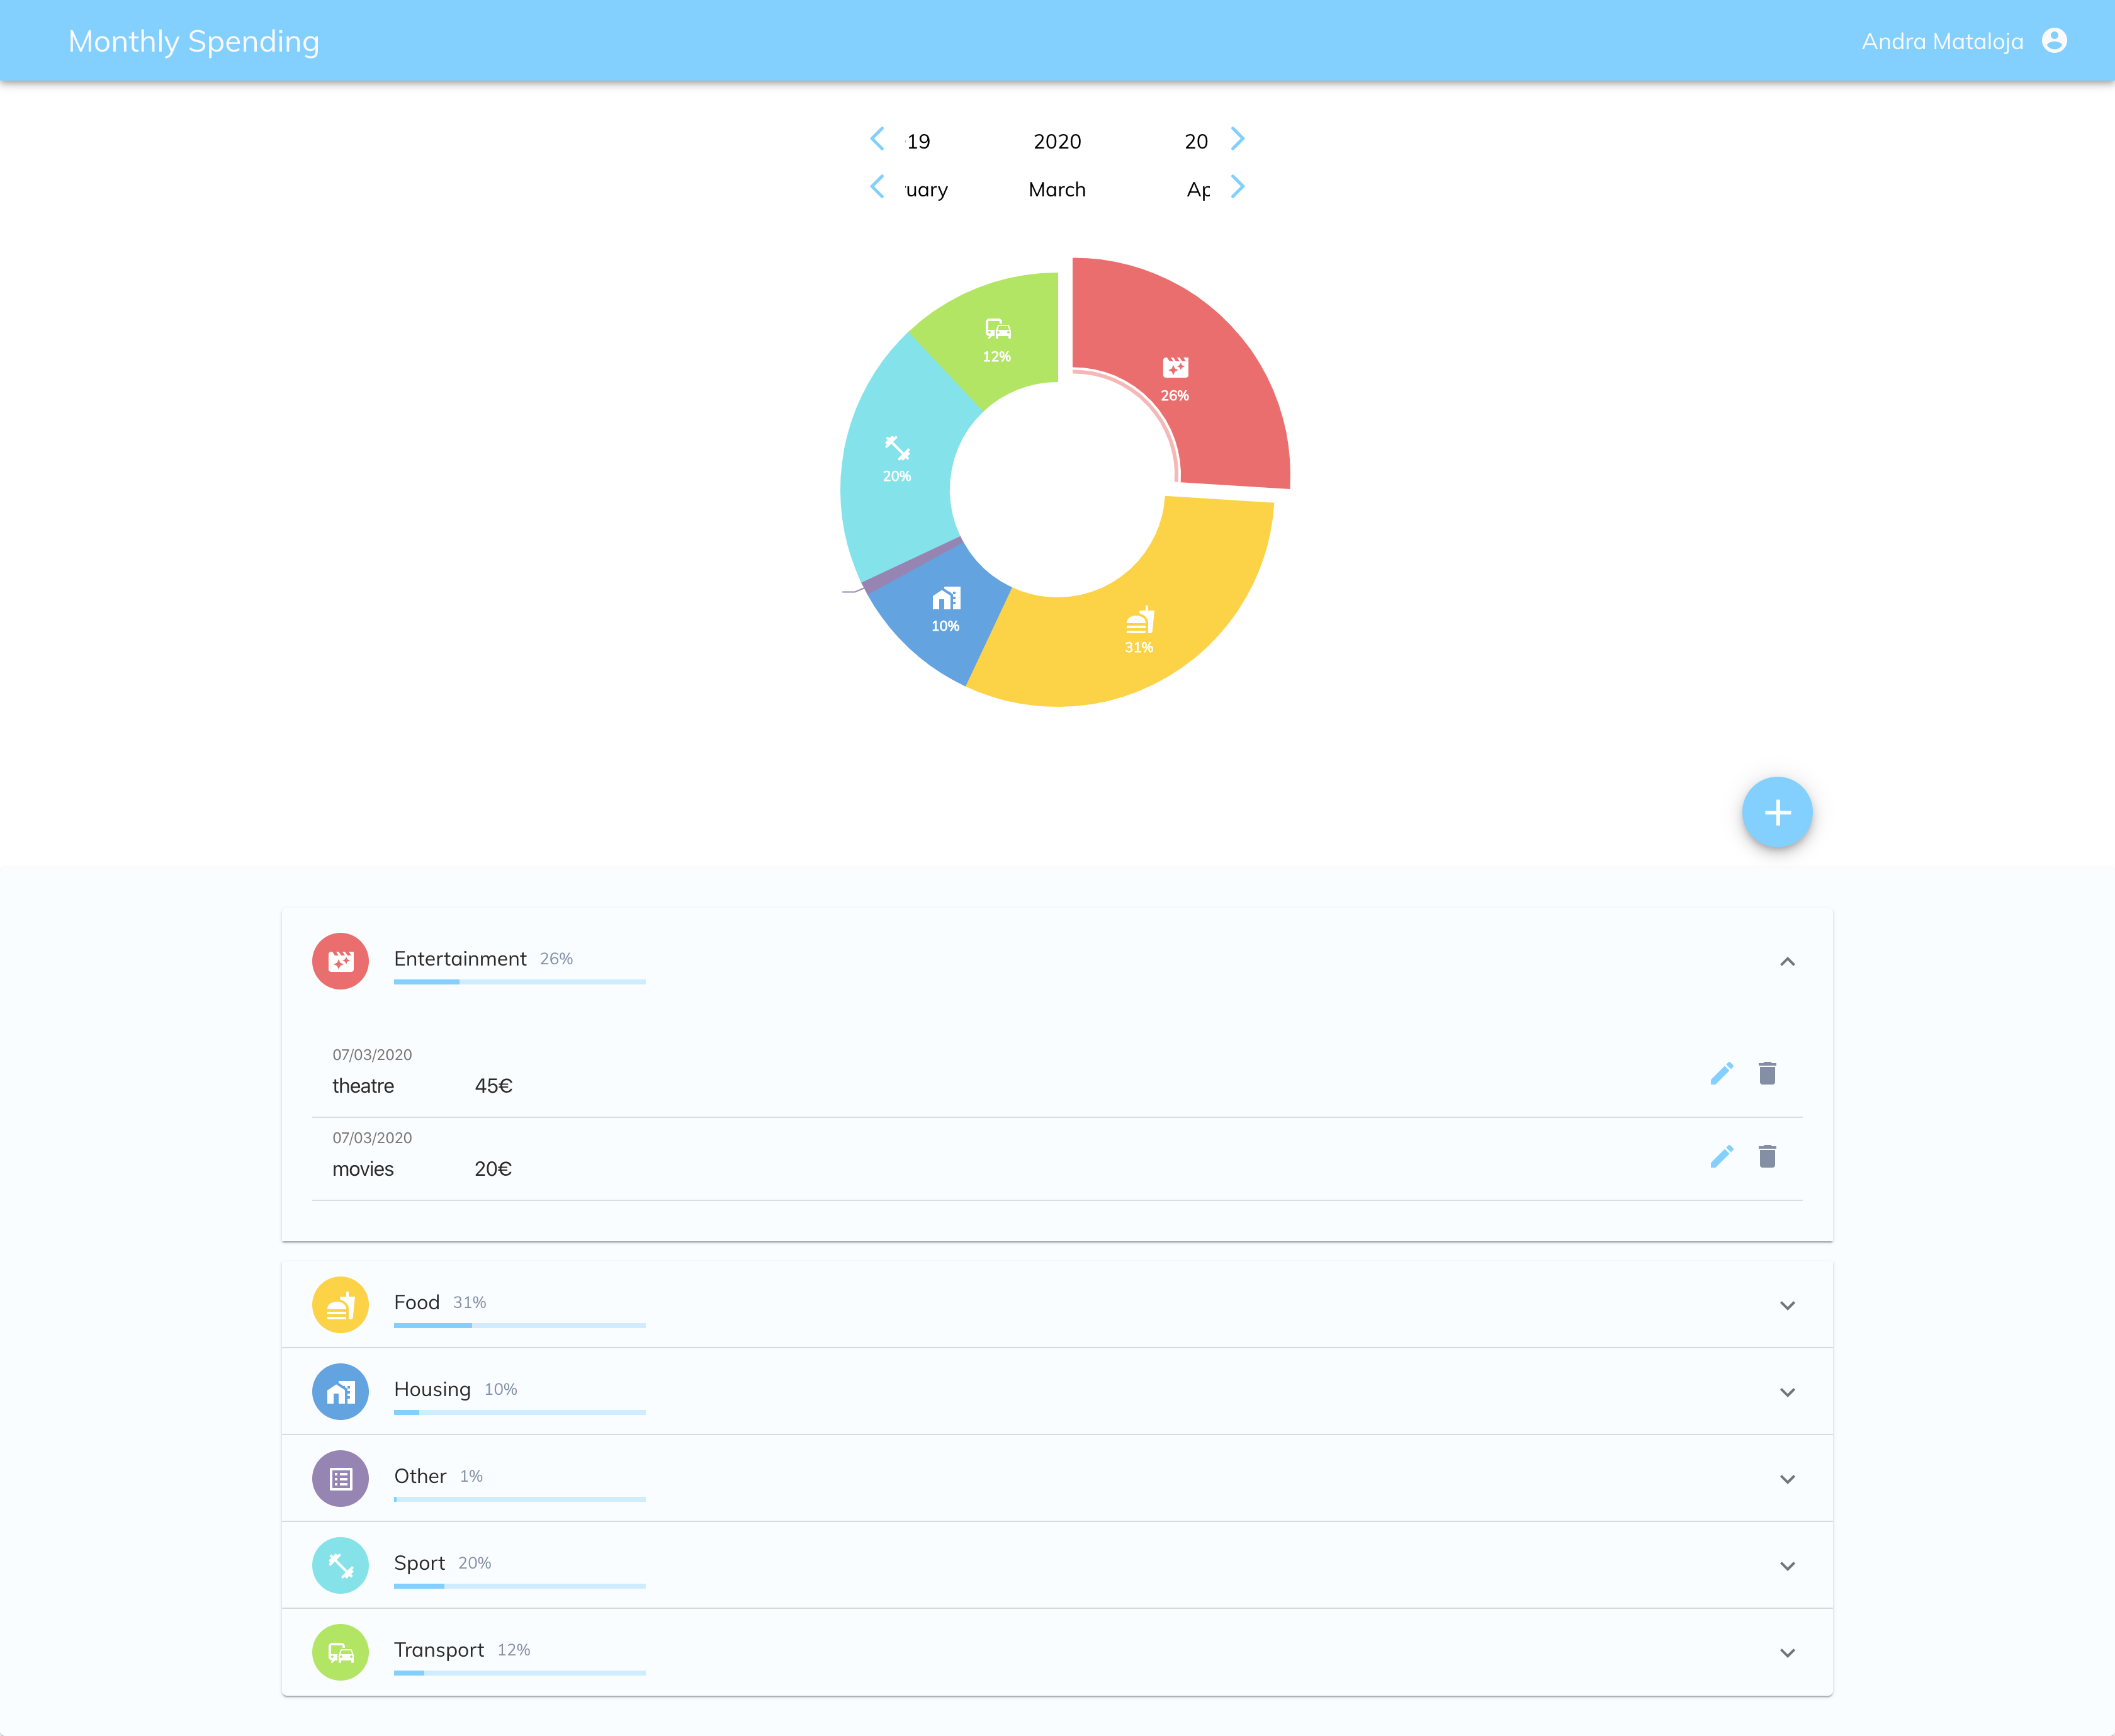 Monthly Spending
Andra Mataloja
19 2020 20
uary March Ap
12%
26%
20%
10%
31%
Entertainment 26%
07/03/2020
theatre 45€
07/03/2020
movies 20€
Food 31%
Housing 10%
Other 1%
Sport 20%
Transport 12%